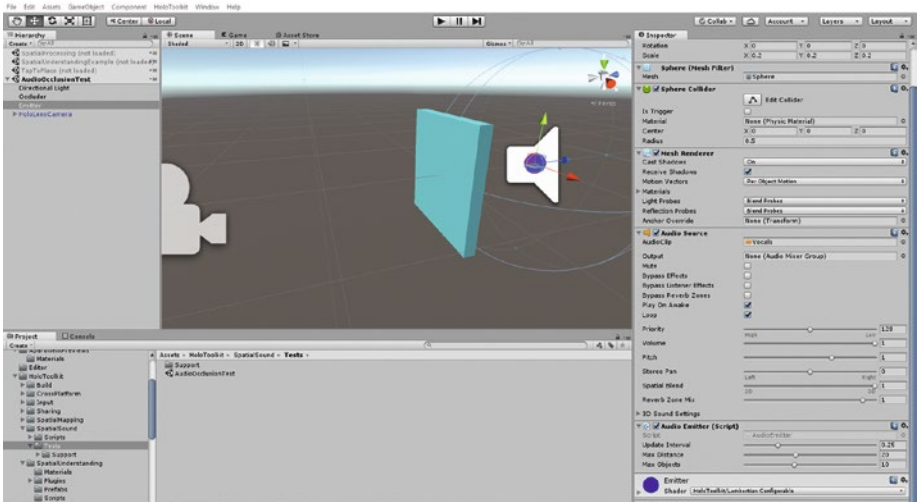 File Edit Assets GameObject Component HoloToolkit Window Help
Center Local
Collab Account Layers Layout
Hierarchy
Create
SpatialProcessing (not loaded)
SpatialUnderstandingExample (not loaded)
TapToPlace (not loaded)
AudioOcclusionTest
Directional Light
Occluder
Emitter
HoloLensCamera
Scene Game Asset Store
Shaded 2D Gizmos
Persp
Project Console
Create
Materials
Editor
HoloToolkit
Build
CrossPlatform
Input
Sharing
SpatialMapping
SpatialSound
Scripts
Tests
Support
SpatialUnderstanding
Materials
Plugins
Prefabs
Scripts
Assets HoloToolkit SpatialSound Tests
Support
AudioOcclusionTest
Inspector
Rotation X 0 Y 0 Z 0
Scale X 0.2 Y 0.2 Z 0.2
Sphere (Mesh Filter)
Mesh Sphere
Sphere Collider
Edit Collider
Is Trigger
Material None (Physic Material)
Center X 0 Y 0 Z 0
Radius 0.5
Mesh Renderer
Cast Shadows On
Receive Shadows
Motion Vectors Per Object Motion
Materials
Light Probes Blend Probes
Reflection Probes Blend Probes
Anchor Override None (Transform)
Audio Source
AudioClip Vocals
Output None (Audio Mixer Group)
Mute
Bypass Effects
Bypass Listener Effects
Bypass Reverb Zones
Play On Awake
Loop
Priority 128
High Low
Volume 1
Pitch 1
Stereo Pan 0
Left Right
Spatial Blend 1
2D 3D
Reverb Zone Mix 1
3D Sound Settings
Audio Emitter (Script)
Script AudioEmitter
Update Interval 0.25
Max Distance 20
Max Objects 10
Emitter
Shader HoloToolkit/Lambertian Configurable